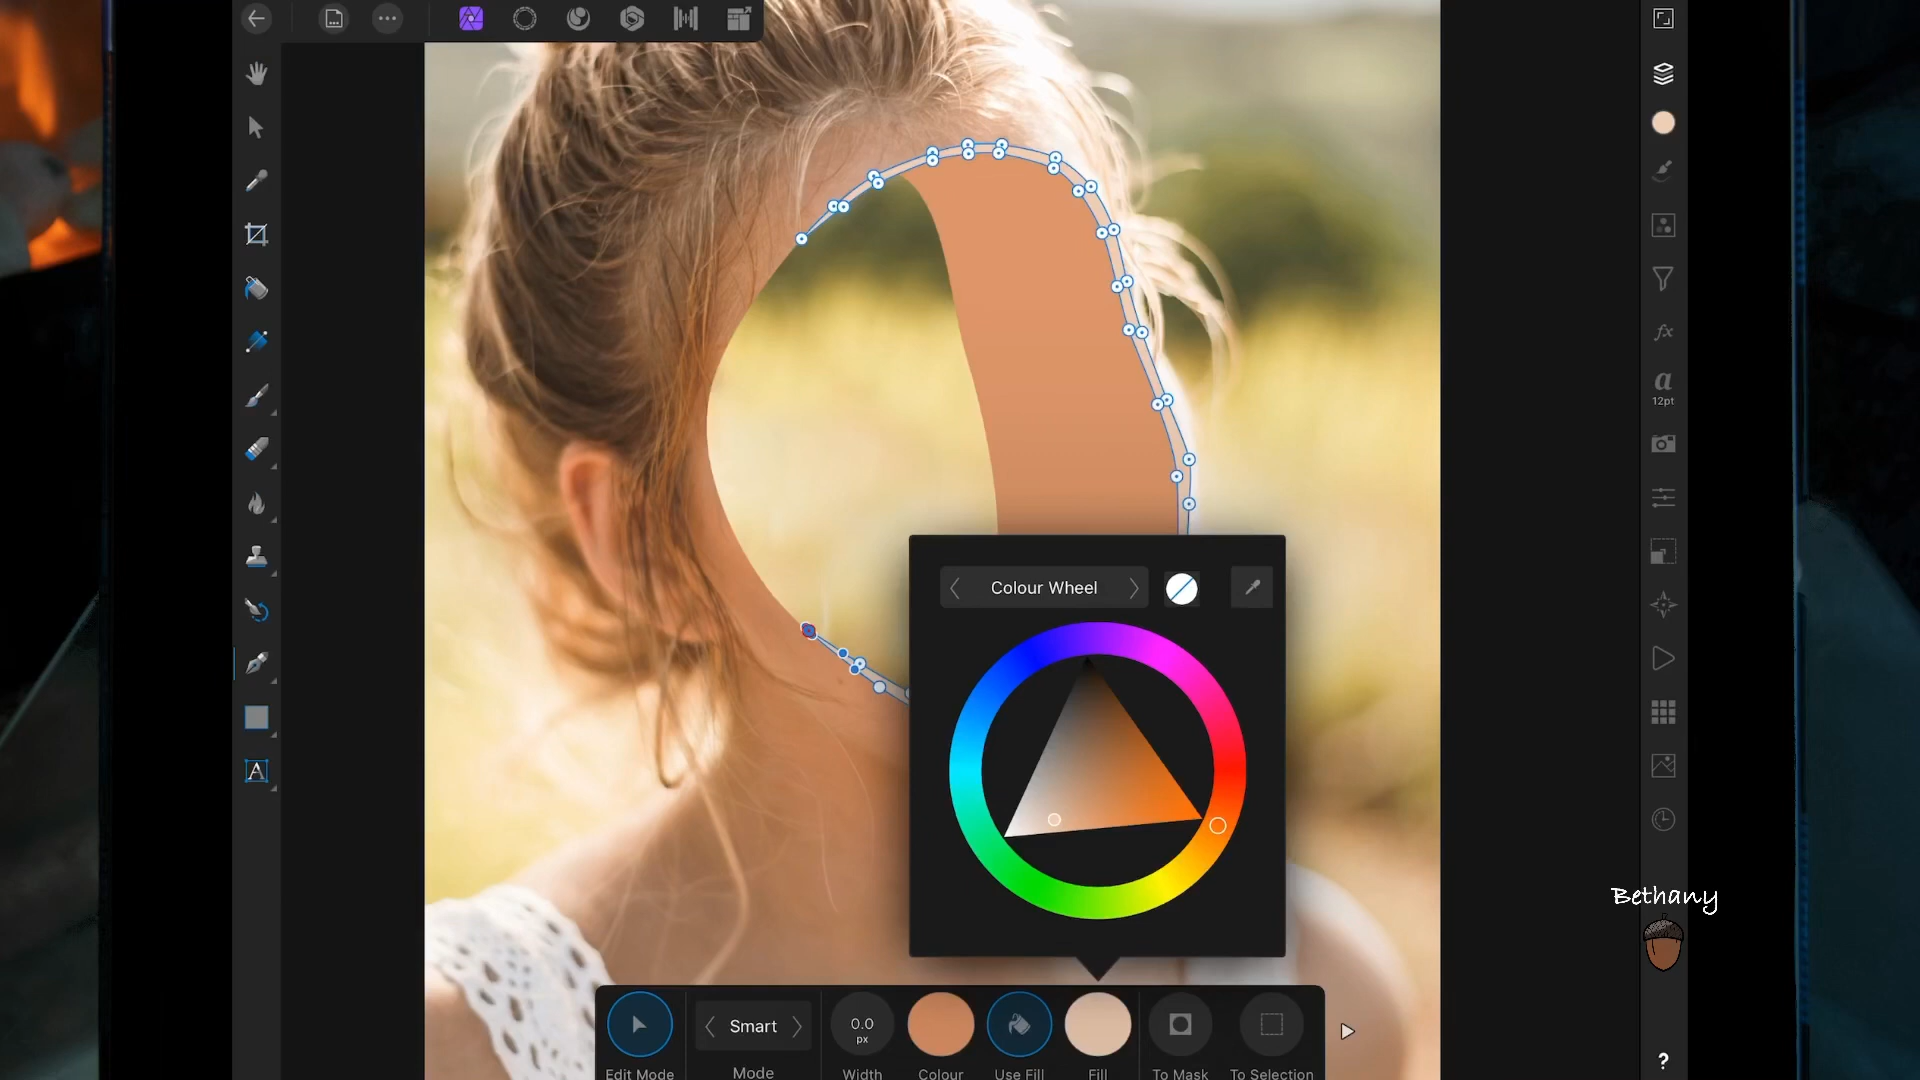 a
12pt
Colour Wheel
A
Bethany
0.0
px
Smart
Edit Mode
Mode
Width
Colour
Use Fill
Fill
To Mask
To Selection
?